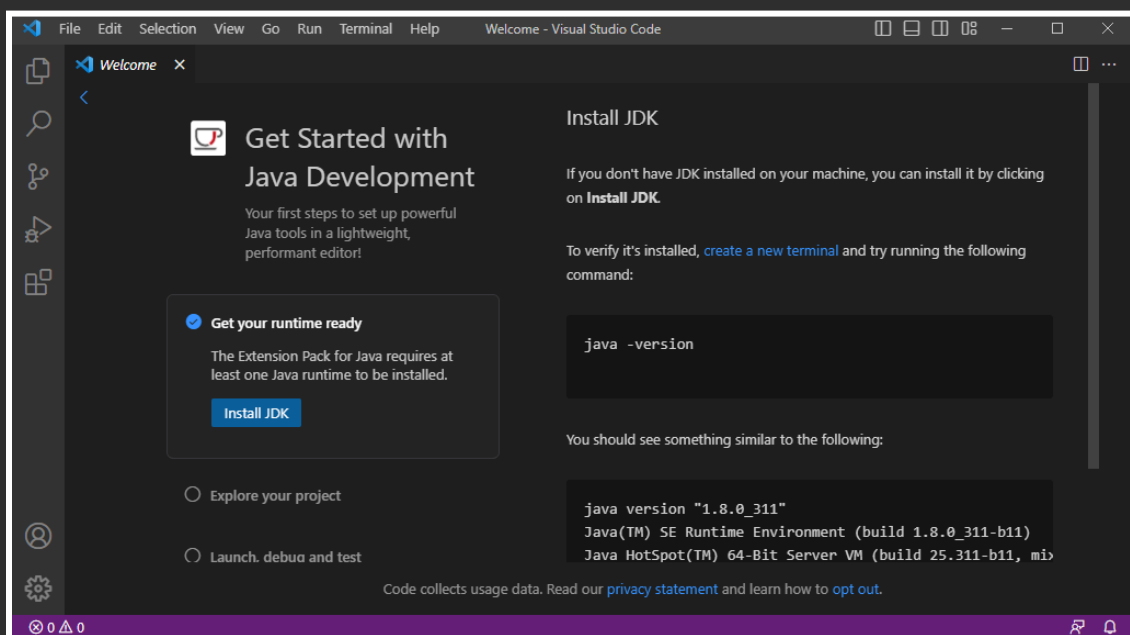 File Edit Selection View Go Run Terminal Help Welcome - Visual Studio Code
Welcome
Get Started with
Java Development
Your first steps to set up powerful
Java tools in a lightweight,
performant editor!
Get your runtime ready
The Extension Pack for Java requires at
least one Java runtime to be installed.
Install JDK
Explore your project
Launch, debug and test
Install JDK
If you don't have JDK installed on your machine, you can install it by clicking
on Install JDK.
To verify it's installed, create a new terminal and try running the following
command:
java -version
You should see something similar to the following:
java version "1.8.0_311"
Java(TM) SE Runtime Environment (build 1.8.0_311-b11)
Java HotSpot(TM) 64-Bit Server VM (build 25.311-b11, mix
Code collects usage data. Read our privacy statement and learn how to opt out.
0 0